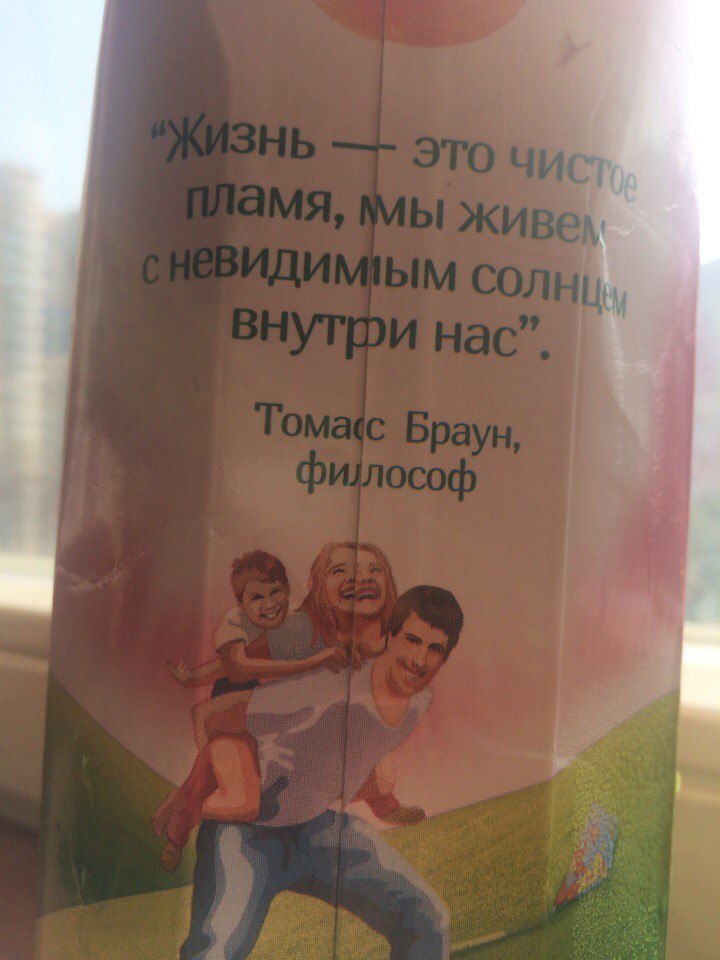 “Жизнь — это чистое
пламя, мы живем
с невидимым солнцем
внутри нас”.
Томас Браун,
философ